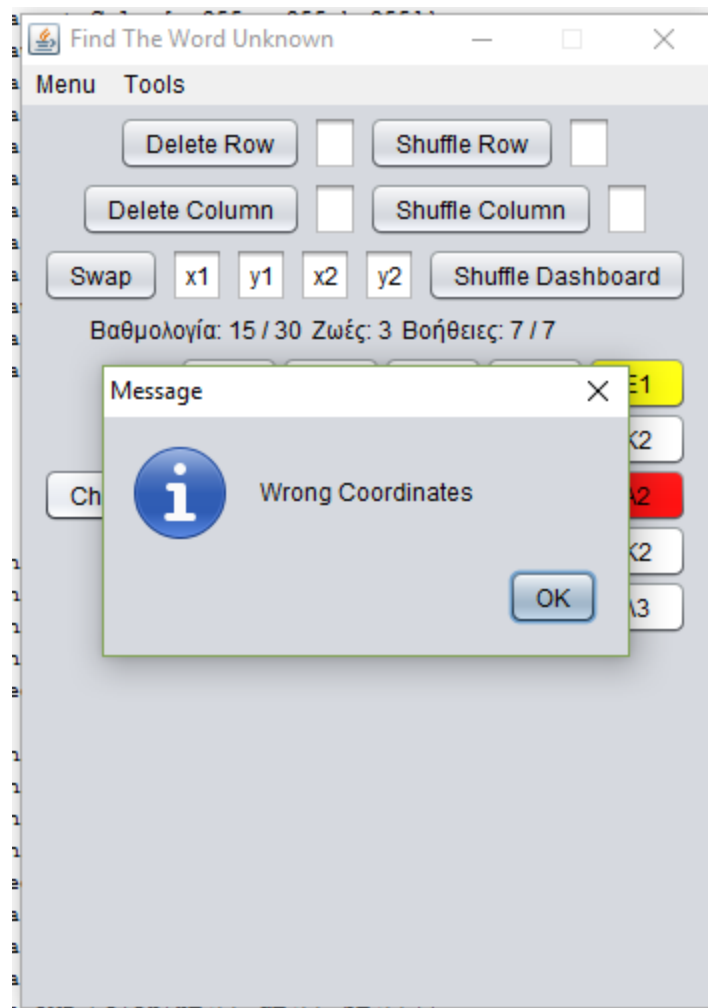 Find The Word Unknown
Menu Tools
Delete Row Shuffle Row
Delete Column Shuffle Column
Swap x1 y1 x2 y2 Shuffle Dashboard
Βαθμολογία: 15 / 30 Ζωές: 3 Βοήθειες: 7 / 7
Message
Wrong Coordinates
OK